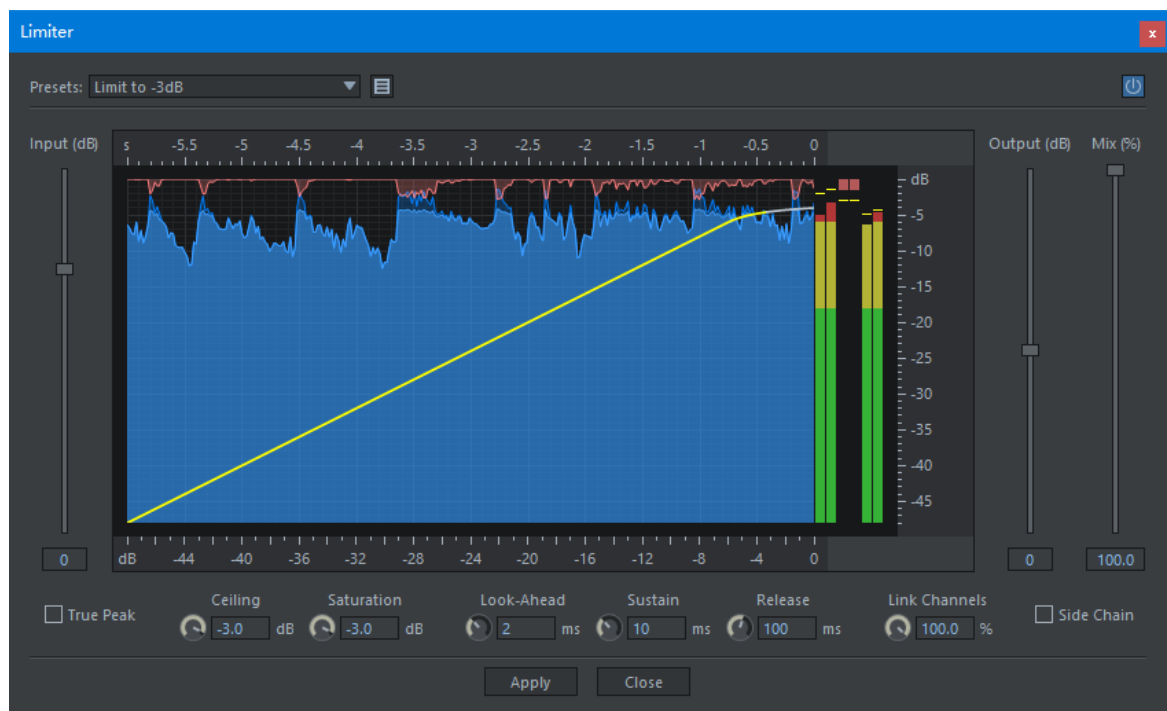 Limiter
x
Presets: Limit to -3dB
Input (dB)
s -5.5 -5 -4.5 -4 -3.5 -3 -2.5 -2 -1.5 -1 -0.5 0
Output (dB) Mix (%)
dB
-5
-10
-15
-20
-25
-30
-35
-40
-45
0
dB -44 -40 -36 -32 -28 -24 -20 -16 -12 -8 -4 0
0 100.0
True Peak
Ceiling
-3.0 dB
Saturation
-3.0 dB
Look-Ahead
2 ms
Sustain
10 ms
Release
100 ms
Link Channels
100.0 %
Side Chain
Apply Close